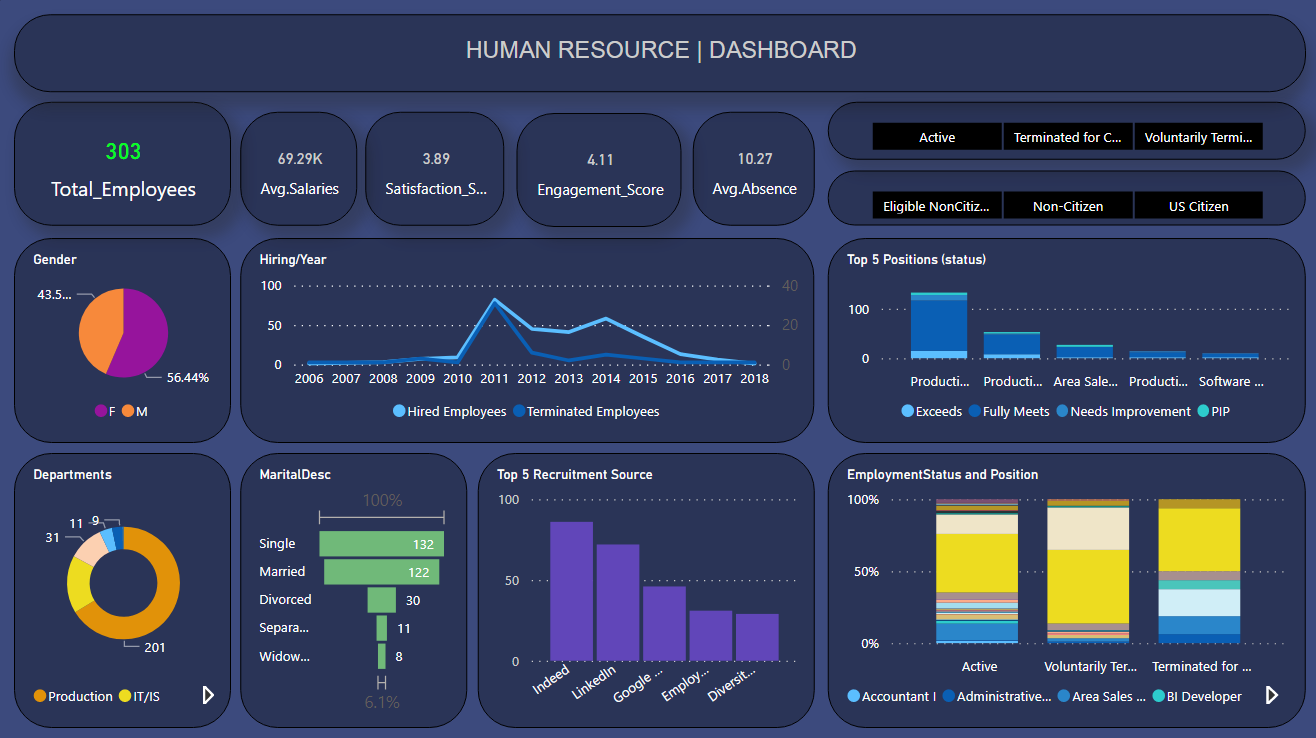 HUMAN RESOURCE | DASHBOARD
303
Total_Employees
69.29K
Avg.Salaries
3.89
Satisfaction_S...
4.11
Engagement_Score
10.27
Avg.Absence
Active
Terminated for C...
Voluntarily Termi...
Eligible NonCitiz...
Non-Citizen
US Citizen
Gender
43.5...
56.44%
F
M
Hiring/Year
100
50
0
40
20
0
2006 2007 2008 2009 2010 2011 2012 2013 2014 2015 2016 2017 2018
Hired Employees Terminated Employees
Top 5 Positions (status)
100
0
Producti... Producti... Area Sale... Producti... Software ...
Exceeds Fully Meets Needs Improvement PIP
Departments
9
11
31
201
Production IT/IS
MaritalDesc
100%
Single 132
Married 122
Divorced 30
Separa... 11
Widow... 8
6.1%
Top 5 Recruitment Source
100
50
0
Indeed LinkedIn Google ... Employ... Diversit...
EmploymentStatus and Position
100%
50%
0%
Active Voluntarily Ter... Terminated for ...
Accountant I Administrative... Area Sales ... BI Developer